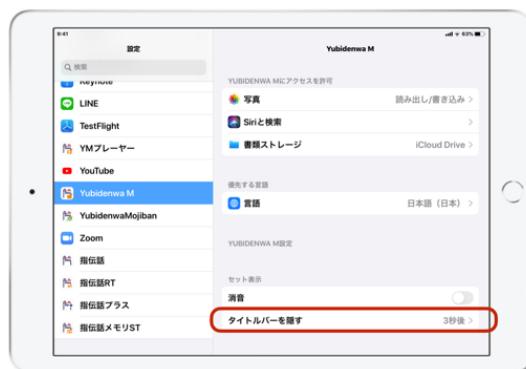 9:41
63%
設定
検索
Keynote
LINE
TestFlight
YMプレーヤー
YouTube
Yubidenwa M
YubidenwaMojiban
Zoom
指伝話
指伝話RT
指伝話プラス
指伝話メモリST
Yubidenwa M
YUBIDENWA Mにアクセスを許可
写真 読み出し/書き込み
Siriと検索
書類ストレージ iCloud Drive
優先する言語
言語 日本語（日本）
YUBIDENWA M設定
セット表示
消音
タイトルバーを隠す 3秒後